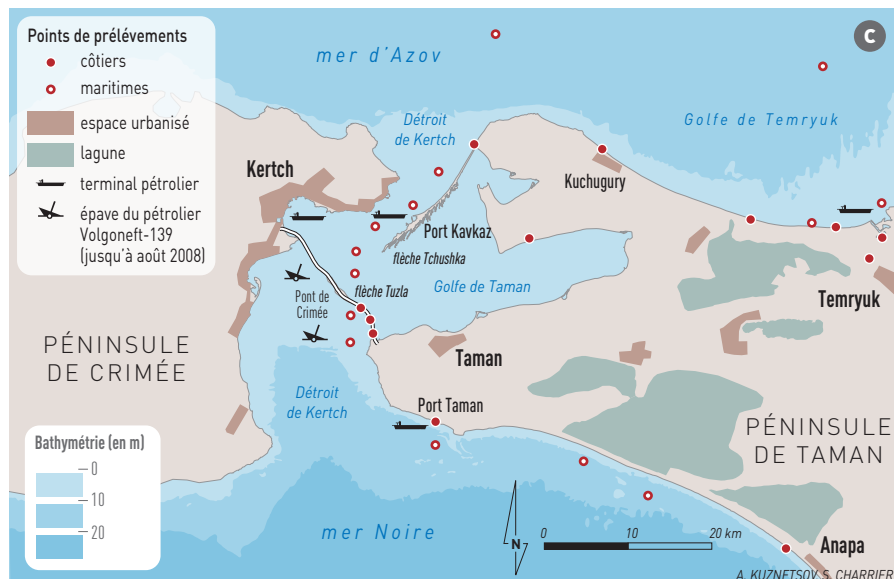 Points de prélévements
côtiers
maritimes
espace urbanisé
lagune
terminal pétrolier
épave du pétrolier
Volgoneft-139
(jusqu'à août 2008)
C
mer d'Azov
Golfe de Temryuk
Détroit
de Kertch
Kertch
Kuchugury
Port Kavkaz
flèche Tchushka
Golfe de Taman
flèche Tuzla
Pont de
Crimée
Temryuk
PÉNINSULE
DE CRIMÉE
Taman
Détroit
de Kertch
Port Taman
PÉNINSULE
DE TAMAN
Bathymétrie (en m)
0
10
20
mer Noire
N
0 10 20 km
Anapa
A. KUZNETSOV, S. CHARRIER